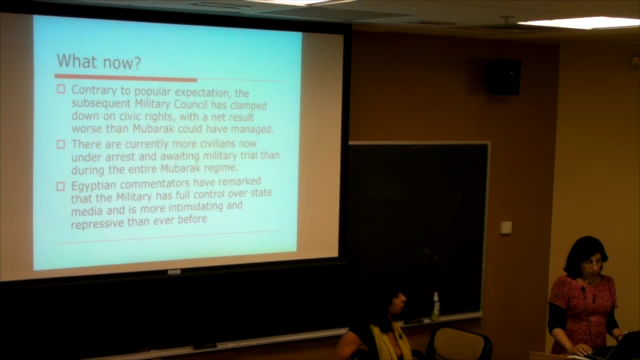 What now?
Contrary to popular expectation, the
subsequent Military Council has clamped
down on civic rights, with a net result
worse than Mubarak could have managed.
There are currently more civilians now
under arrest and awaiting military trial than
during the entire Mubarak regime.
Egyptian commentators have remarked
that the Military has full control over state
media and is more intimidating and
repressive than ever before